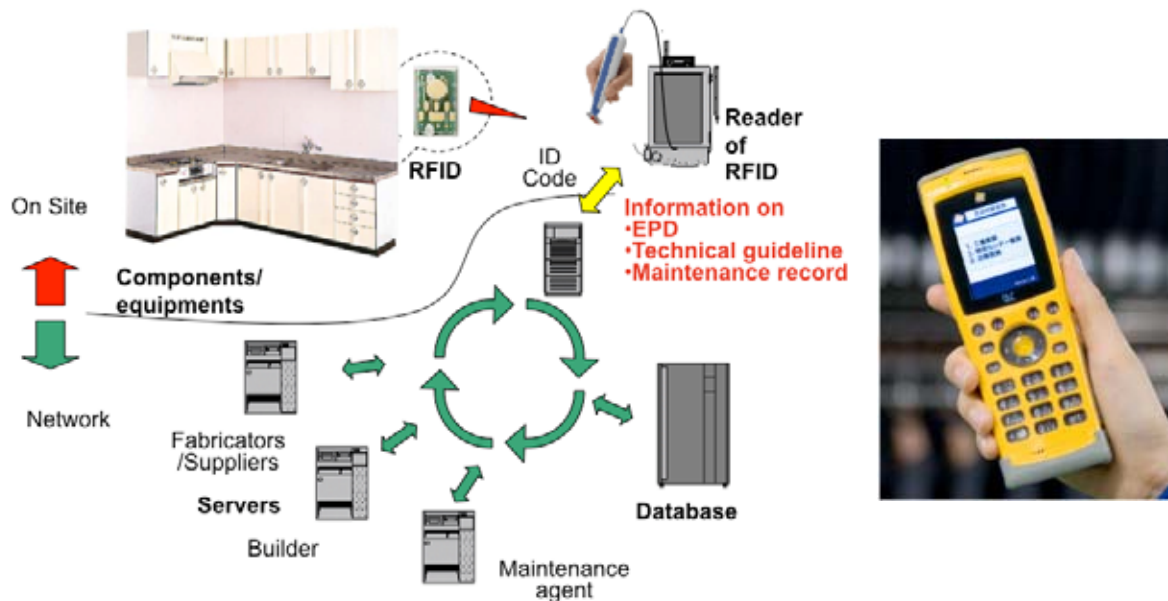 On Site
Network
Components/
equipments
RFID
ID
Code
Reader
of
RFID
Information on
•EPD
•Technical guideline
•Maintenance record
Fabricators
/Suppliers
Servers
Builder
Maintenance
agent
Database